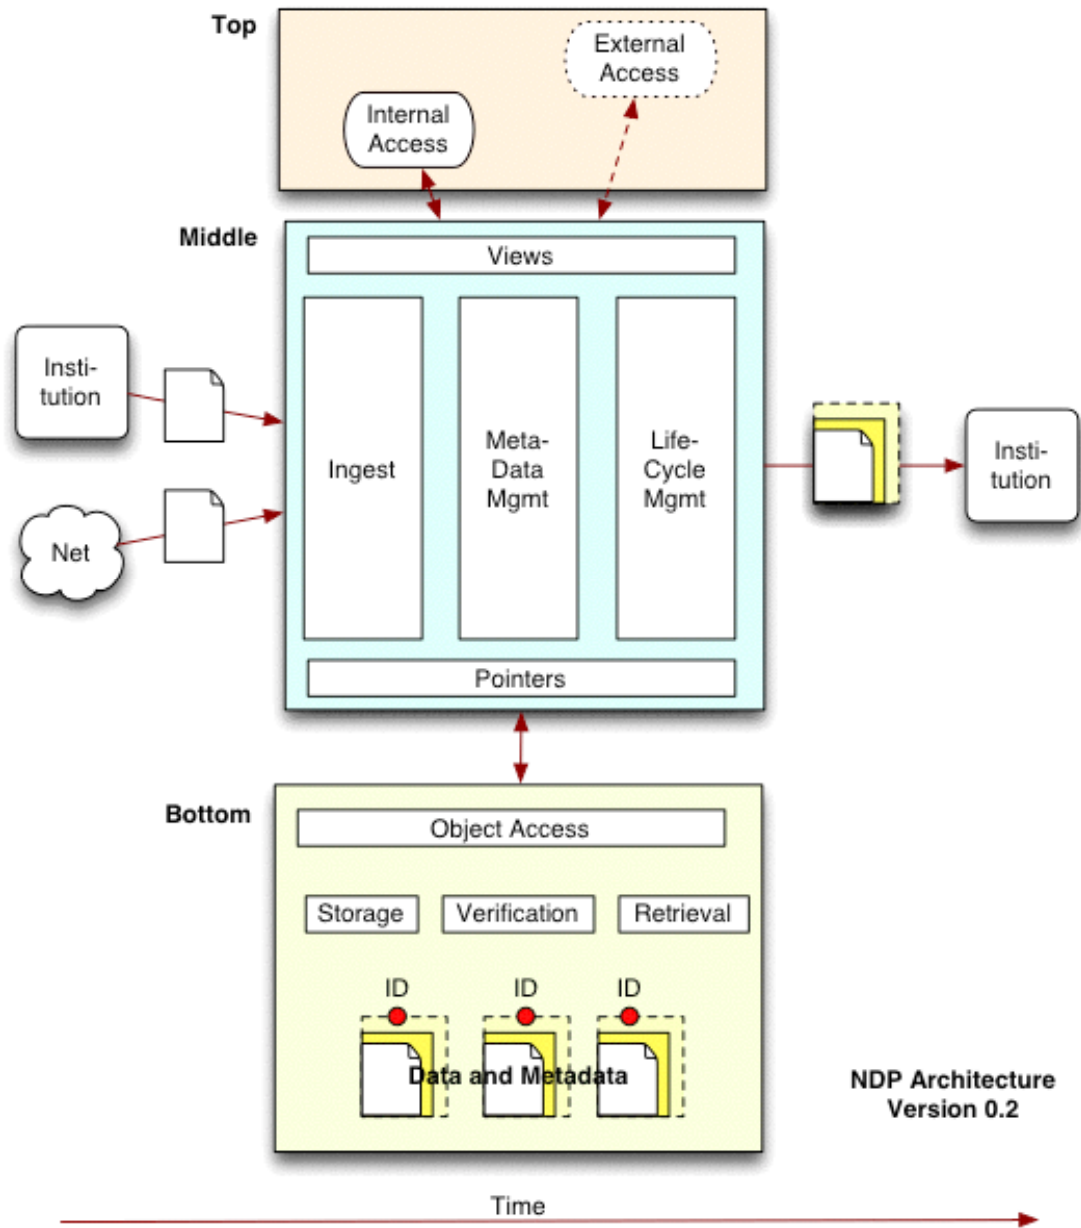 Top
External
Access
Internal
Access
Middle
Views
Insti-
tution
Net
Ingest
Meta-
Data
Mgmt
Life-
Cycle
Mgmt
Insti-
tution
Pointers
Bottom
Object Access
Storage
Verification
Retrieval
ID
ID
ID
Data and Metadata
NDP Architecture
Version 0.2
Time